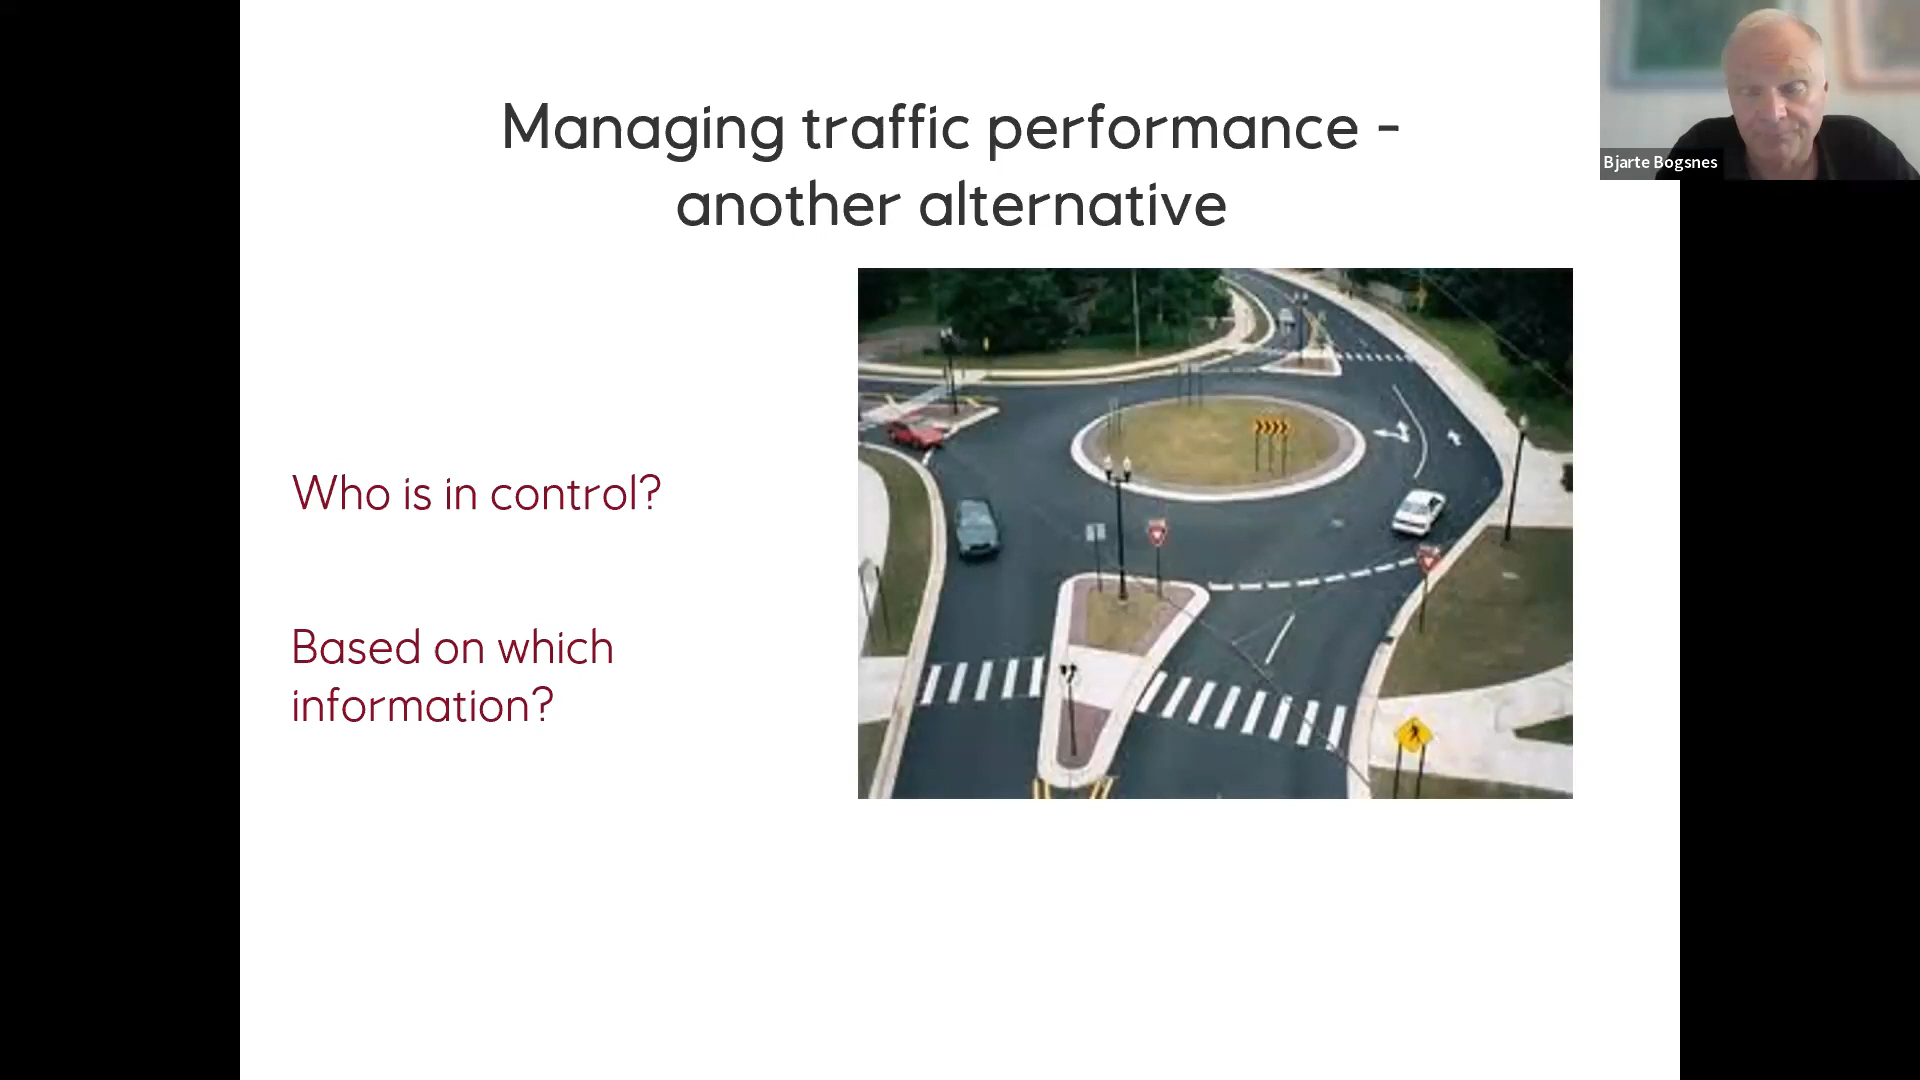 Managing traffic performance -
another alternative
Bjarte Bogsnes
Who is in control?
Based on which
information?